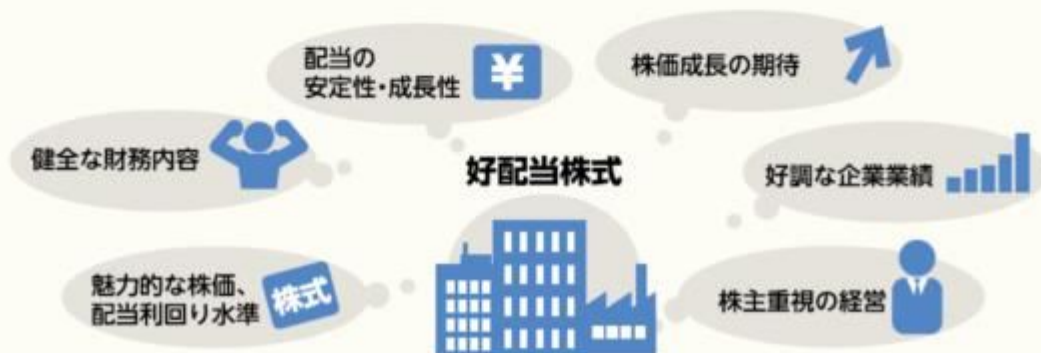 配当の
安定性・成長性
¥
株価成長の期待
健全な財務内容
好配当株式
好調な企業業績
魅力的な株価、
配当利回り水準
株式
株主重視の経営